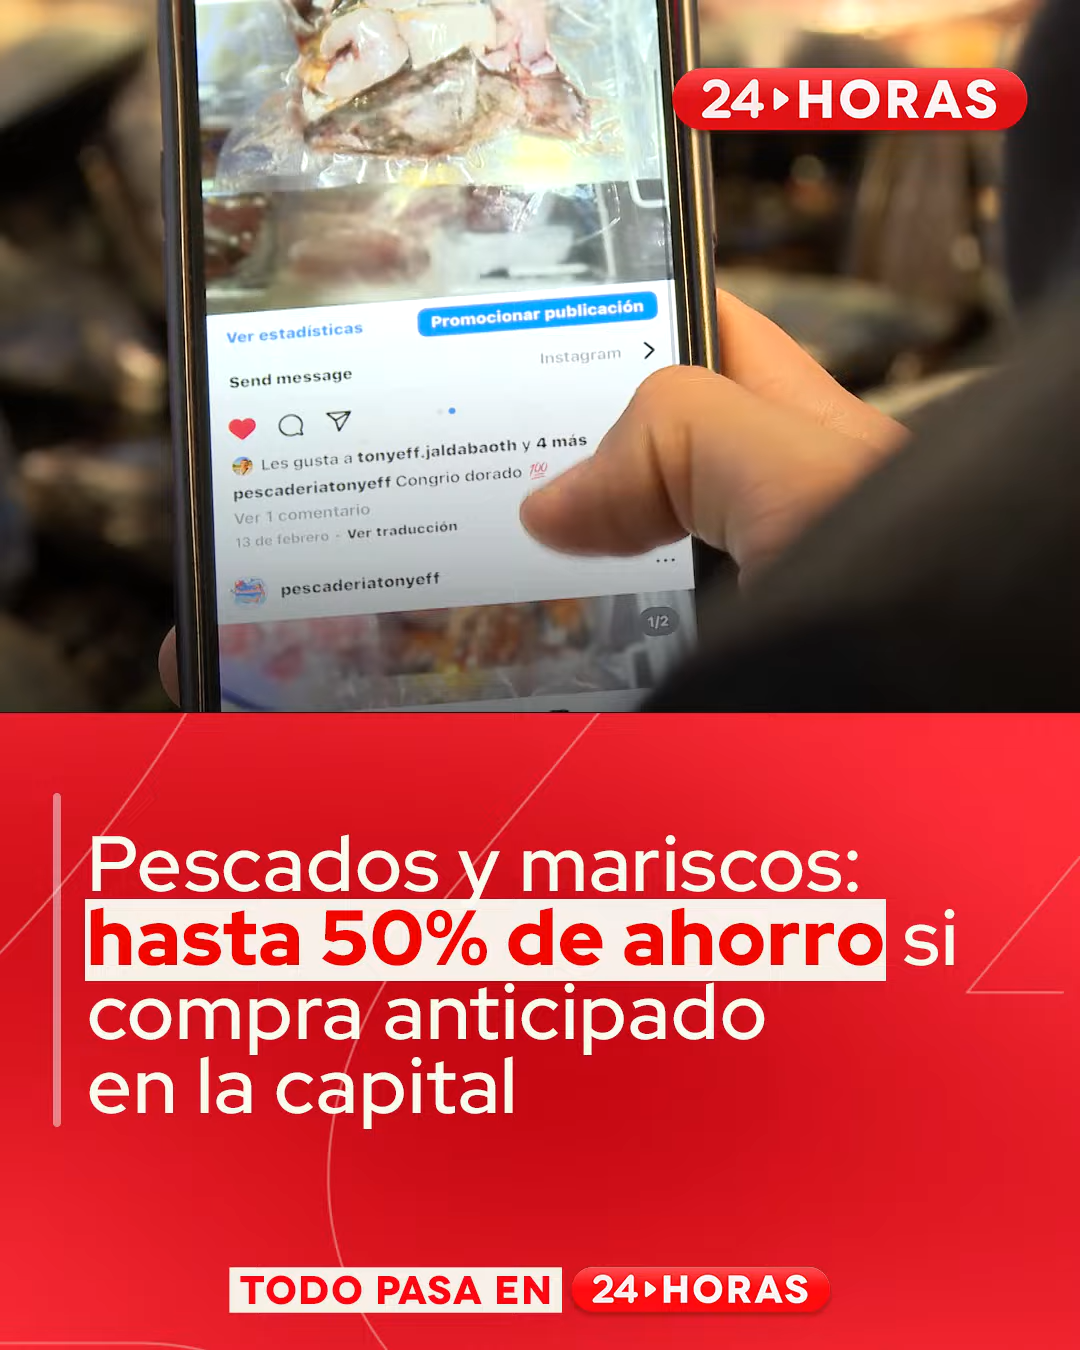 24 HORAS
Ver estadísticas
Promocionar publicación
Instagram
Send message
Les gusta a tonyeff.jaldabaoth y 4 más
pescaderiatonyeff Congrio dorado 💯
Ver 1 comentario
13 de febrero · Ver traducción
pescaderiatonyeff
1/2
Pescados y mariscos:
hasta 50% de ahorro si
compra anticipado
en la capital
TODO PASA EN 24 HORAS